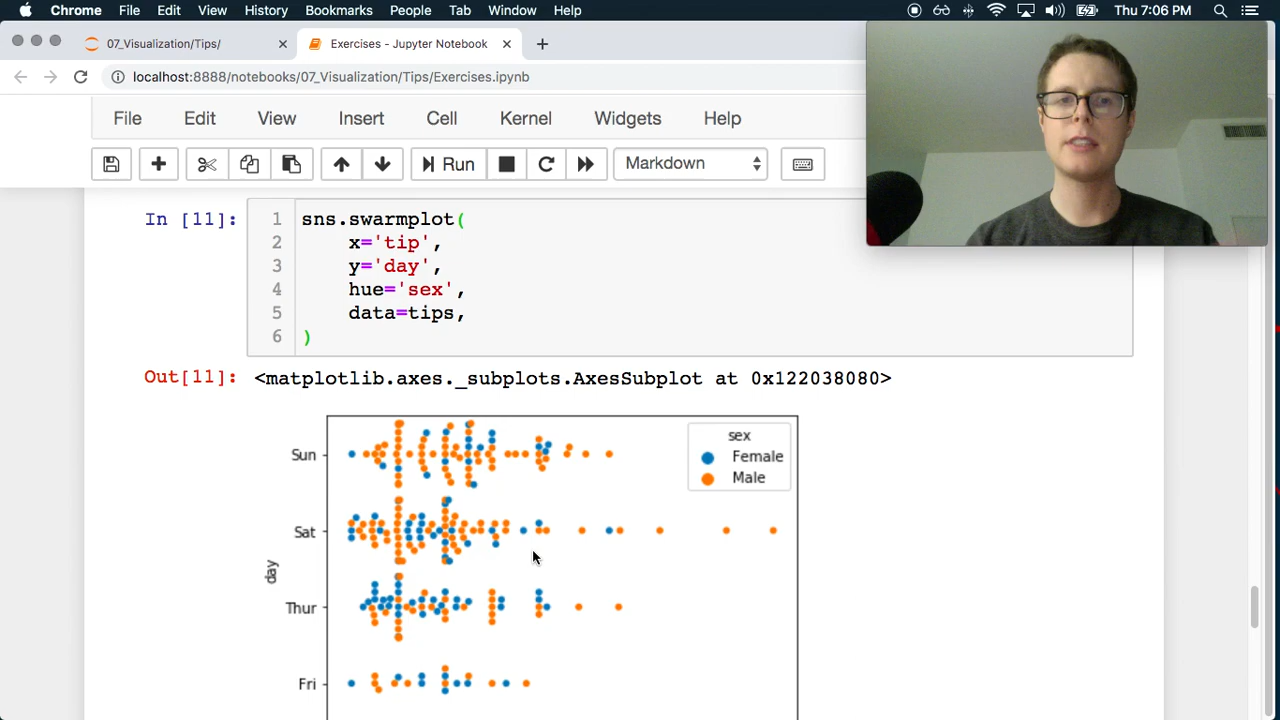 Chrome File Edit View History Bookmarks People Tab Window Help Thu 7:06 PM
07_Visualization/Tips/ Exercises - Jupyter Notebook
localhost:8888/notebooks/07_Visualization/Tips/Exercises.ipynb
File Edit View Insert Cell Kernel Widgets Help
Run Markdown
In [11]: 1 sns.swarmplot(
2 x='tip',
3 y='day',
4 hue='sex',
5 data=tips,
6 )
Out[11]: <matplotlib.axes._subplots.AxesSubplot at 0x122038080>
sex
Female
Male
Sun
Sat
day
Thur
Fri